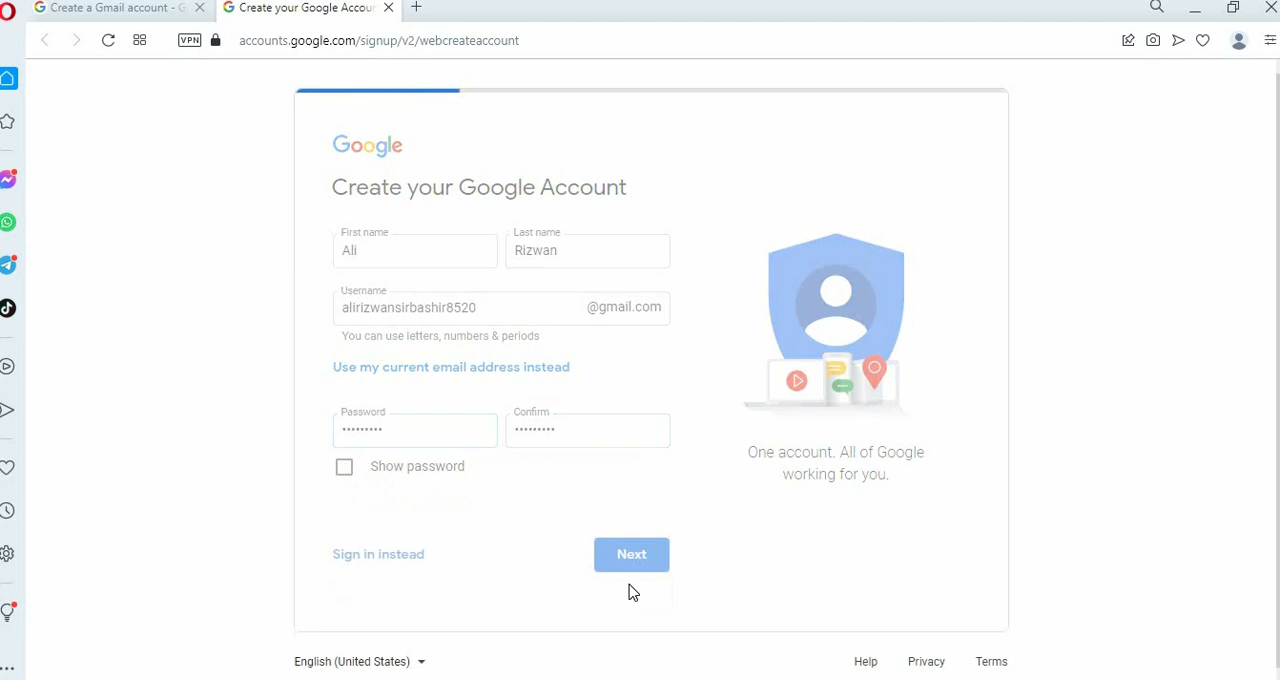 Create a Gmail account - G
Create your Google Accoun
VPN
accounts.google.com/signup/v2/webcreateaccount
Google
Create your Google Account
First name
Last name
Ali
Rizwan
Username
alirizwansirbashir8520
@gmail.com
You can use letters, numbers & periods
Use my current email address instead
Password
Confirm
•••••••••
•••••••••
Show password
One account. All of Google
working for you.
Sign in instead
Next
English (United States)
Help
Privacy
Terms